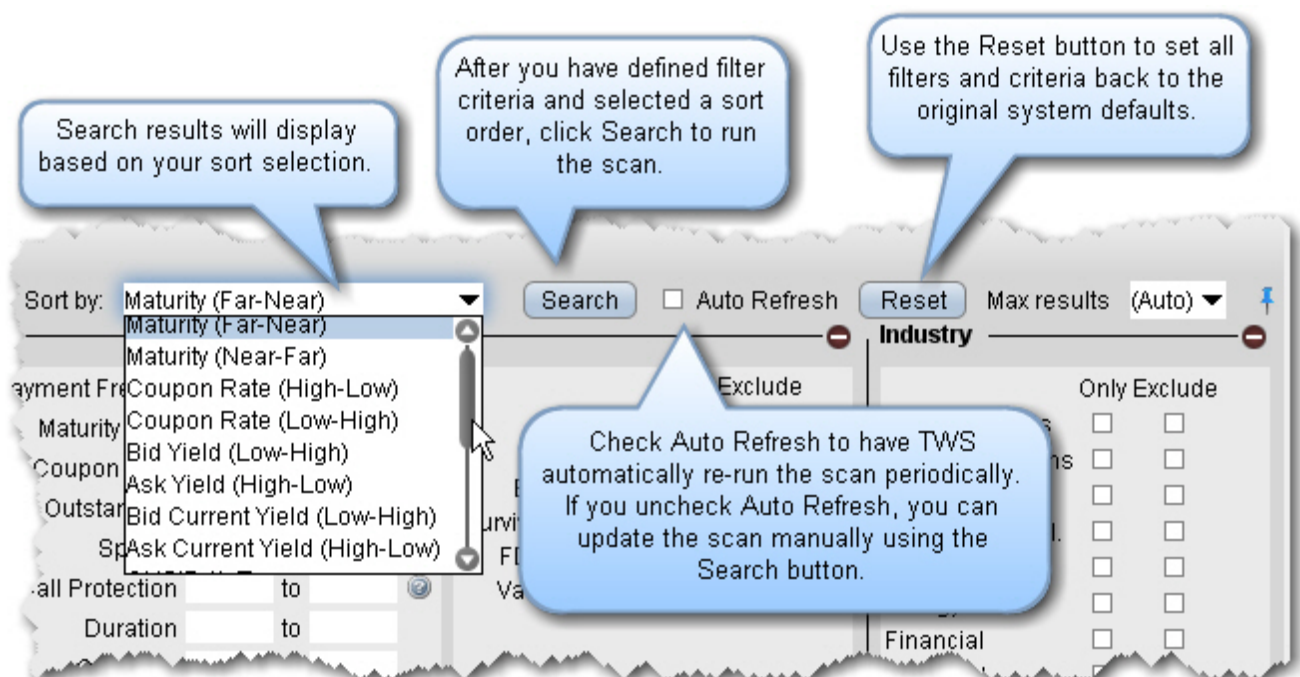 Search results will display
based on your sort selection.
After you have defined filter
criteria and selected a sort
order, click Search to run
the scan.
Use the Reset button to set all
filters and criteria back to the
original system defaults.
Sort by: Maturity (Far-Near) Search Auto Refresh Reset Max results (Auto)
Maturity (Far-Near)
Maturity (Near-Far)
Coupon Rate (High-Low)
Coupon Rate (Low-High)
Bid Yield (Low-High)
Ask Yield (High-Low)
Bid Current Yield (Low-High)
Ask Current Yield (High-Low)
Maturity
Coupon
Protection to
Duration to
Exclude
Industry
Only Exclude
Financial
Check Auto Refresh to have TWS
automatically re-run the scan periodically.
If you uncheck Auto Refresh, you can
update the scan manually using the
Search button.